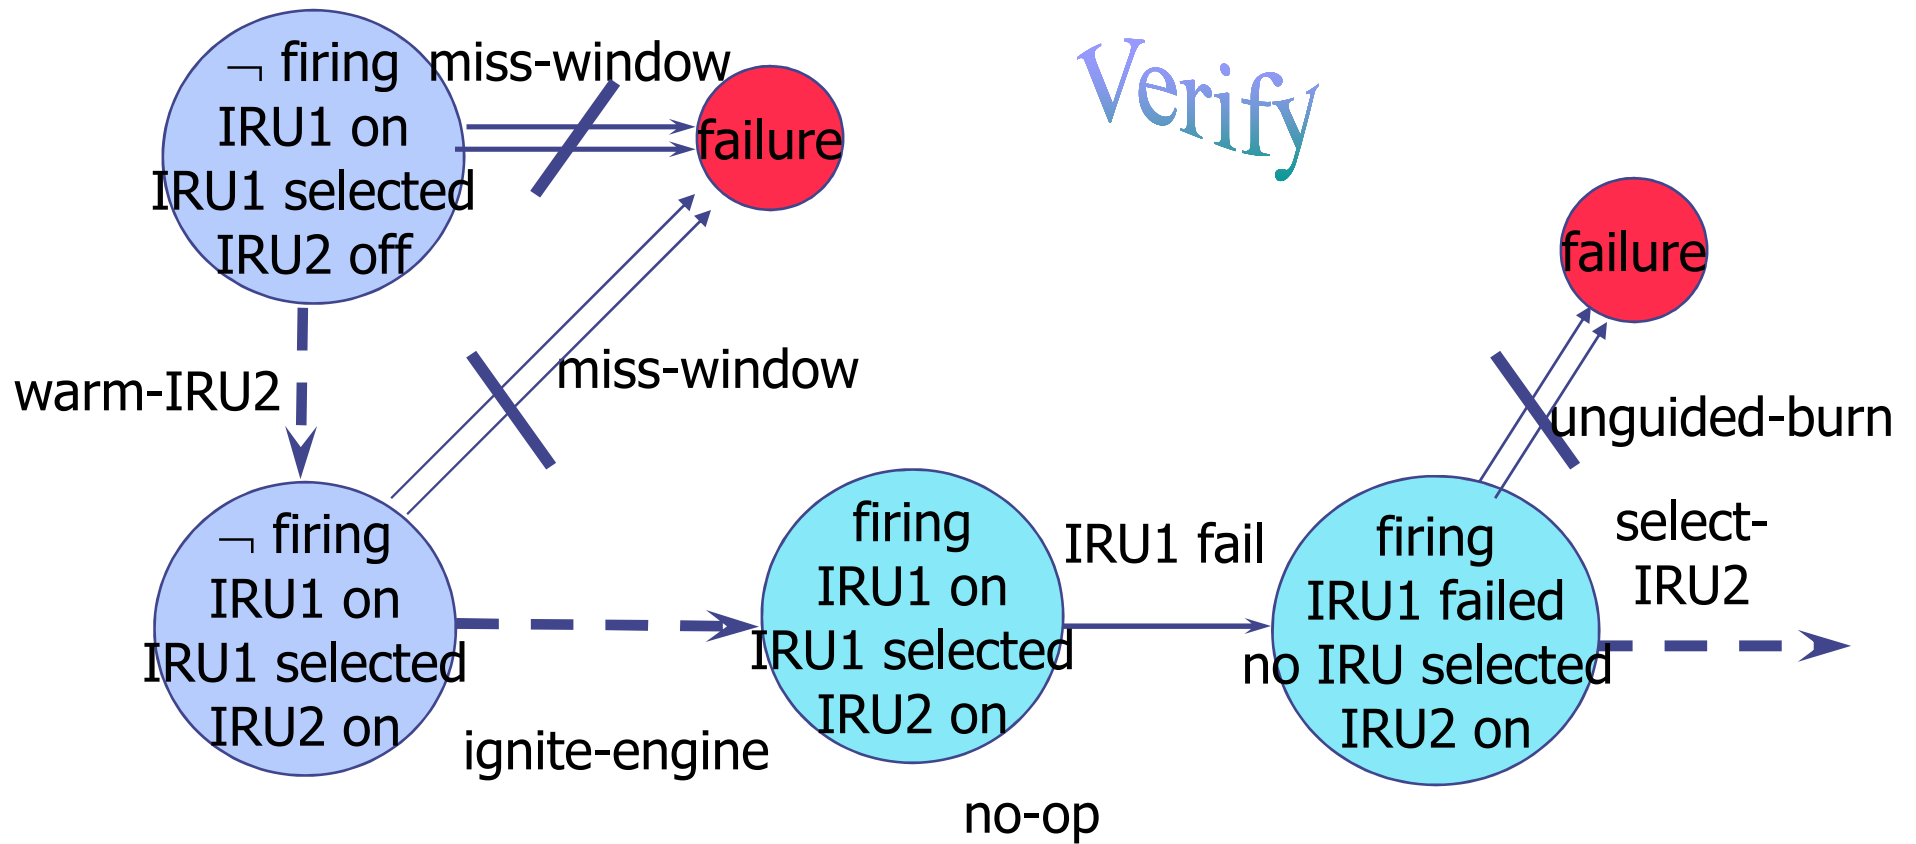 ¬ firing
IRU1 on
IRU1 selected
IRU2 off
miss-window
failure
Verify
failure
warm-IRU2
miss-window
unguided-burn
¬ firing
IRU1 on
IRU1 selected
IRU2 on
ignite-engine
firing
IRU1 on
IRU1 selected
IRU2 on
no-op
IRU1 fail
firing
IRU1 failed
no IRU selected
IRU2 on
select-
IRU2